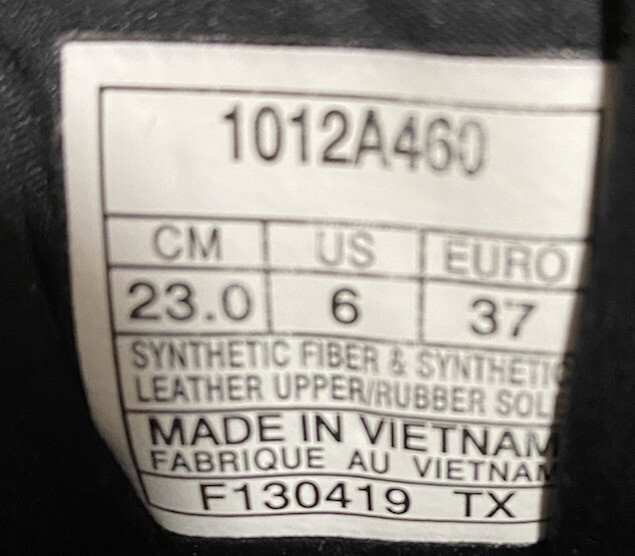 1012A460
CM US EURO
23.0 6 37
SYNTHETIC FIBER & SYNTHETIC
LEATHER UPPER/RUBBER SOLE
MADE IN VIETNAM
FABRIQUE AU VIETNAM
F130419 TX